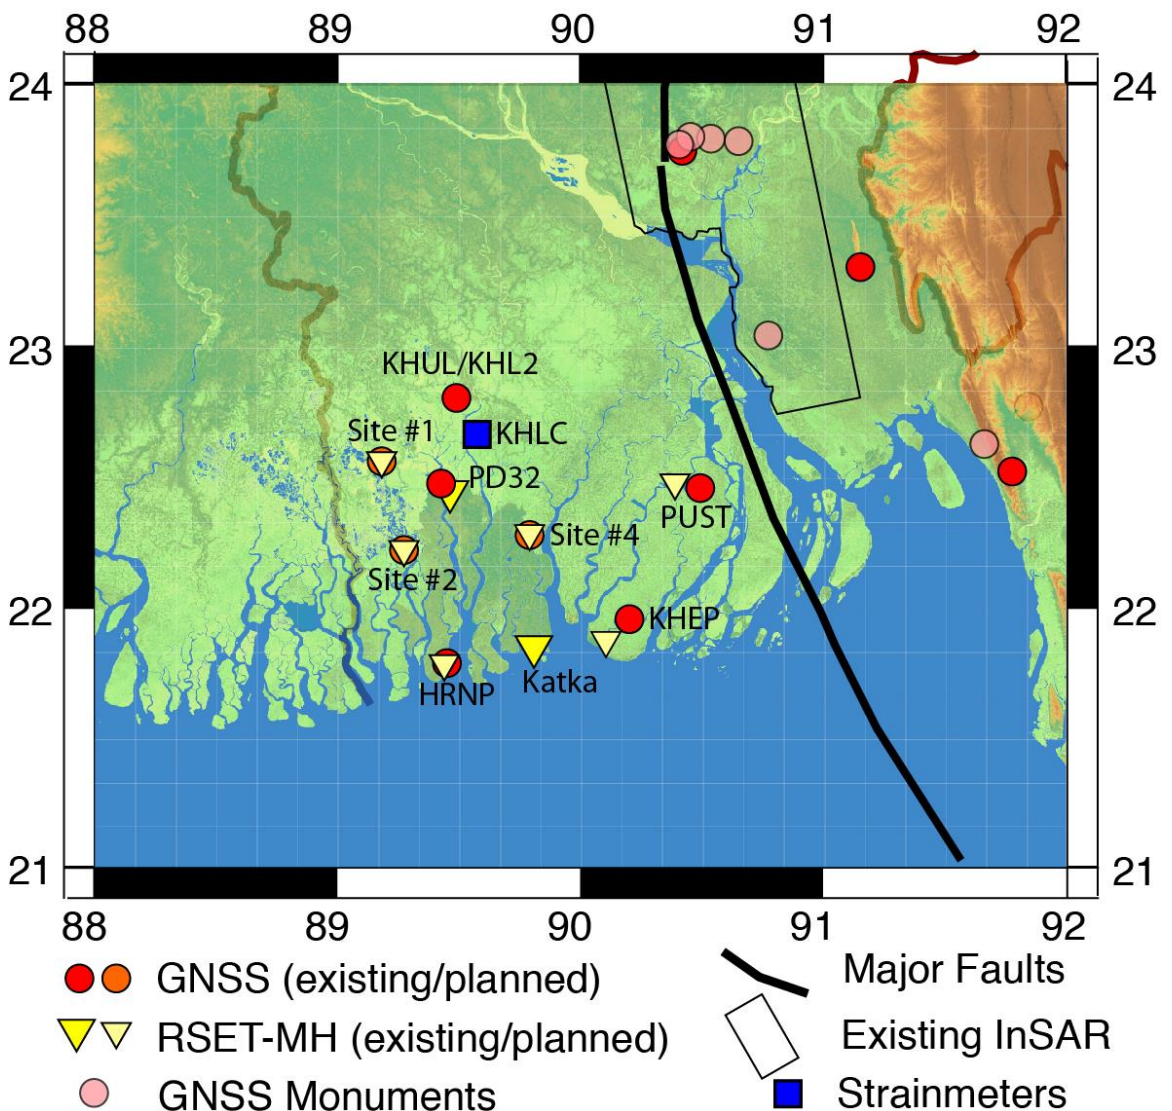 88 89 90 91 92
24 24
23 23
KHUL/KHL2
Site #1
KHLC
PD32
PUST
Site #4
Site #2
22 22
KHEP
HRNP
Katka
21 21
88 89 90 91 92
GNSS (existing/planned)
Major Faults
RSET-MH (existing/planned)
Existing InSAR
GNSS Monuments
Strainmeters